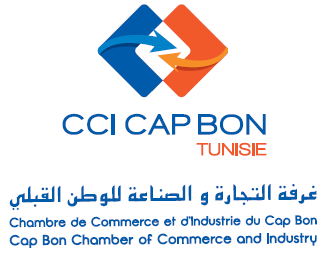 CCI CAP BON
TUNISIE
غرفة التجارة و الصناعة للوطن القبلي
Chambre de Commerce et d'Industrie du Cap Bon
Cap Bon Chamber of Commerce and Industry